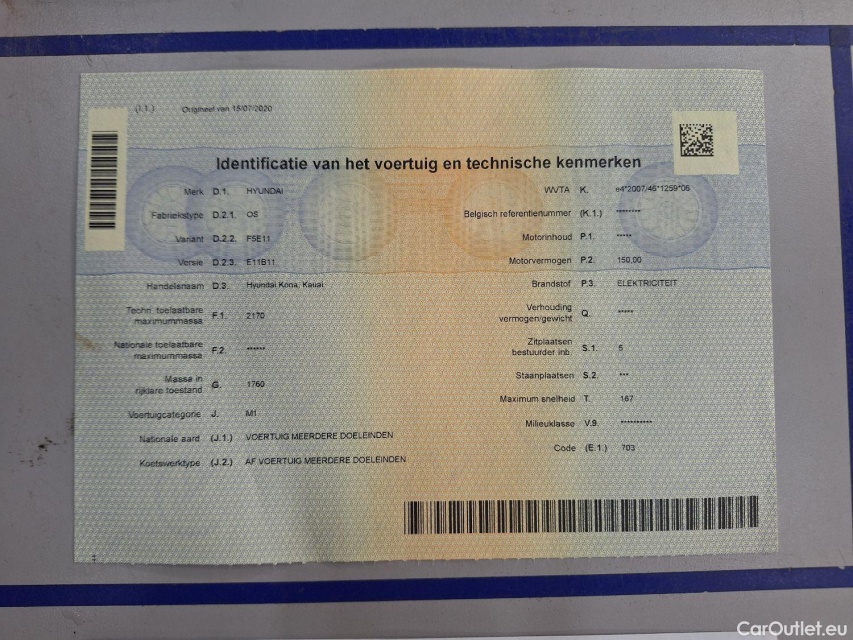 (I.1.) Origineel van 15/07/2020
Identificatie van het voertuig en technische kenmerken
Merk D.1. HYUNDAI
Fabriekstype D.2.1. OS
Variant D.2.2. F5E11
Versie D.2.3. E11B11
Handelsnaam D.3. Hyundai Kona, Kauai
Techn. toelaatbare
maximummassa F.1. 2170
Nationale toelaatbare
maximummassa F.2. ******
Massa in
rijklare toestand G. 1760
Voertuigcategorie J. M1
Nationale aard (J.1.) VOERTUIG MEERDERE DOELEINDEN
Koetswerktype (J.2.) AF VOERTUIG MEERDERE DOELEINDEN
WVTA K. e4*2007/46*1259*06
Belgisch referentienummer (K.1.) ********
Motorinhoud P.1. *****
Motorvermogen P.2. 150,00
Brandstof P.3. ELEKTRICITEIT
Verhouding
vermogen/gewicht Q. *****
Zitplaatsen
bestuurder inb. S.1. 5
Staanplaatsen S.2. ***
Maximum snelheid T. 167
Milieuklasse V.9. **********
Code (E.1.) 703
CarOutlet.eu